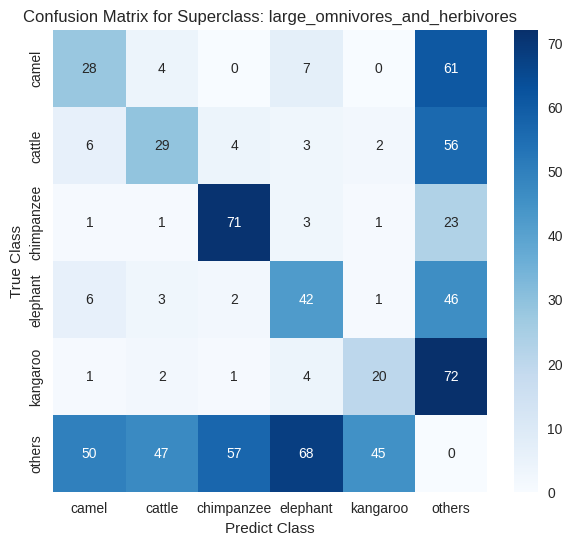 Confusion Matrix for Superclass: large_omnivores_and_herbivores
True Class
camel 28 4 0 7 0 61
cattle 6 29 4 3 2 56
chimpanzee 1 1 71 3 1 23
elephant 6 3 2 42 1 46
kangaroo 1 2 1 4 20 72
others 50 47 57 68 45 0
camel cattle chimpanzee elephant kangaroo others
Predict Class
70
60
50
40
30
20
10
0